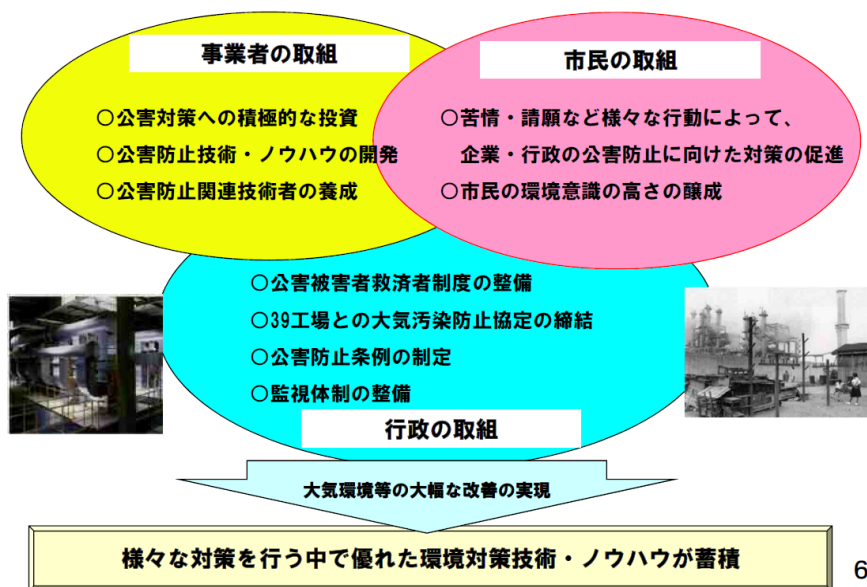 事業者の取組
○公害対策への積極的な投資
○公害防止技術・ノウハウの開発
○公害防止関連技術者の養成
市民の取組
○苦情・請願など様々な行動によって、
企業・行政の公害防止に向けた対策の促進
○市民の環境意識の高さの醸成
○公害被害者救済者制度の整備
○39工場との大気汚染防止協定の締結
○公害防止条例の制定
○監視体制の整備
行政の取組
大気環境等の大幅な改善の実現
様々な対策を行う中で優れた環境対策技術・ノウハウが蓄積
6